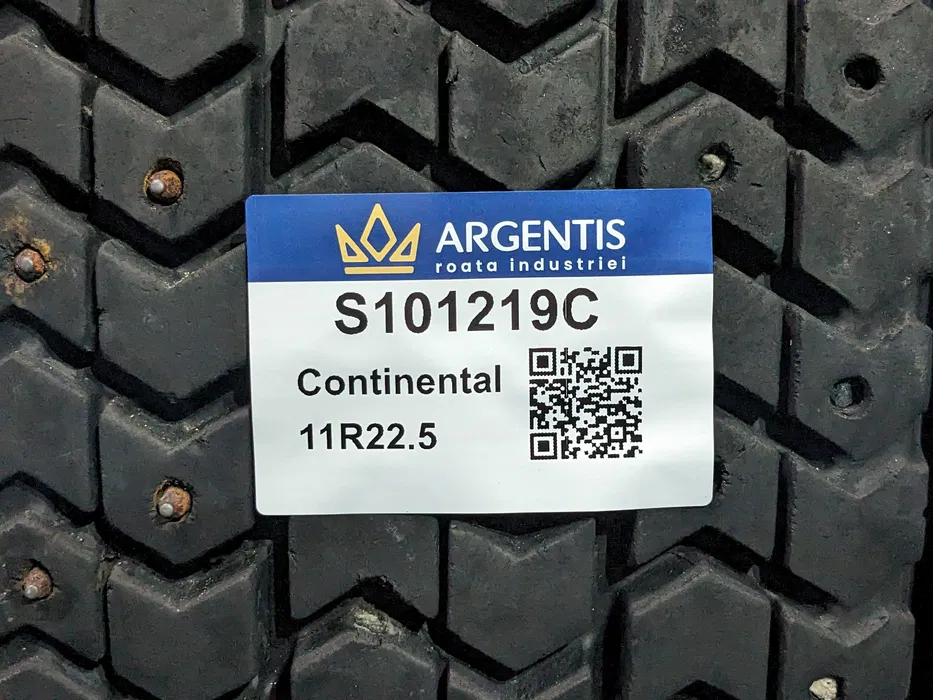 ARGENTIS
roata industriei
S101219C
Continental
11R22.5